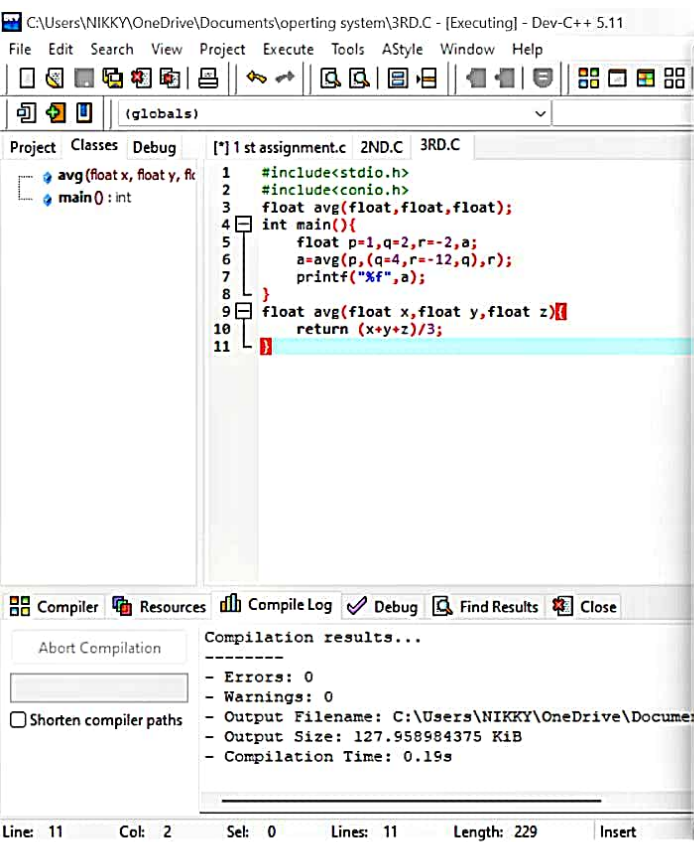 C:\Users\NIKKY\OneDrive\Documents\operting system\3RD.C - [Executing] - Dev-C++ 5.11
File Edit Search View Project Execute Tools AStyle Window Help
(globals)
Project Classes Debug
[*] 1 st assignment.c 2ND.C 3RD.C
avg (float x, float y, flc
main () : int
1 #include<stdio.h>
2 #include<conio.h>
3 float avg(float,float,float);
4 int main(){
5 float p=1,q=2,r=-2,a;
6 a=avg(p,(q=4,r=-12,q),r);
7 printf("%f",a);
8 }
9 float avg(float x,float y,float z){
10 return (x+y+z)/3;
11 }
Compiler Resources Compile Log Debug Find Results Close
Abort Compilation
Shorten compiler paths
Compilation results...
--------
- Errors: 0
- Warnings: 0
- Output Filename: C:\Users\NIKKY\OneDrive\Documer
- Output Size: 127.958984375 KiB
- Compilation Time: 0.19s
Line: 11 Col: 2 Sel: 0 Lines: 11 Length: 229 Insert